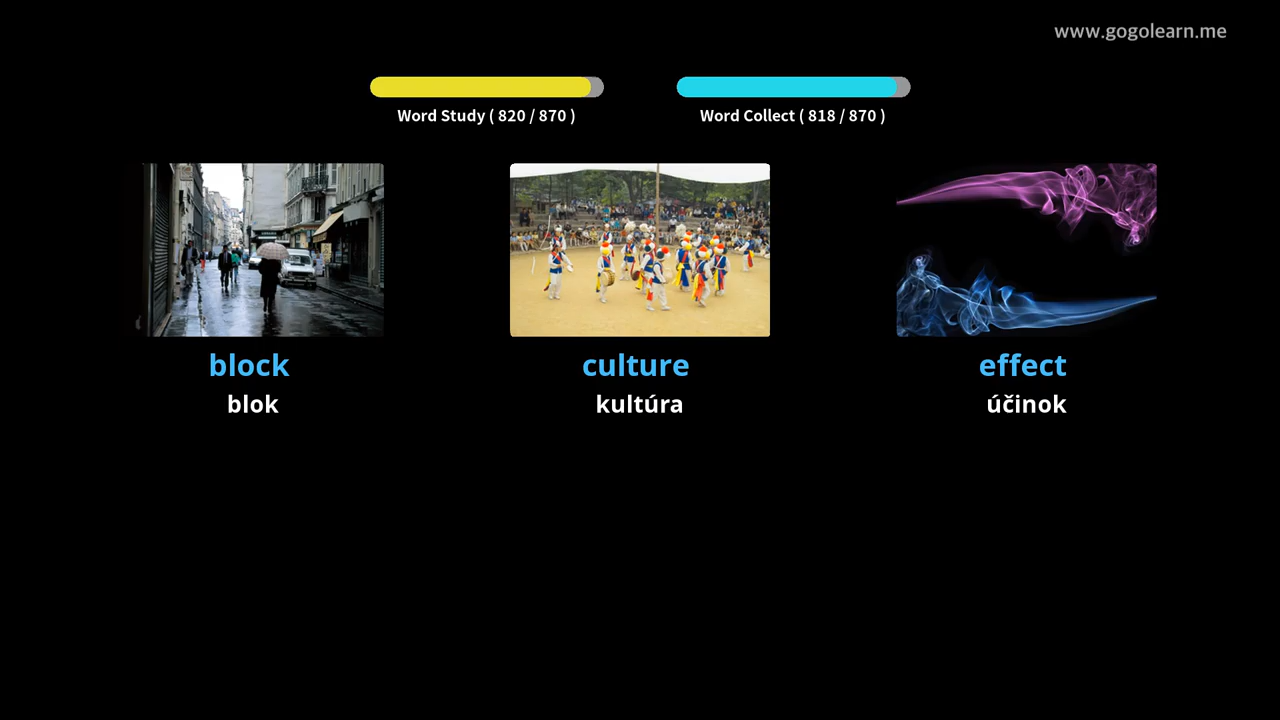 www.gogolearn.me
Word Study ( 820 / 870 )
Word Collect ( 818 / 870 )
block
culture
effect
blok
kultúra
účinok